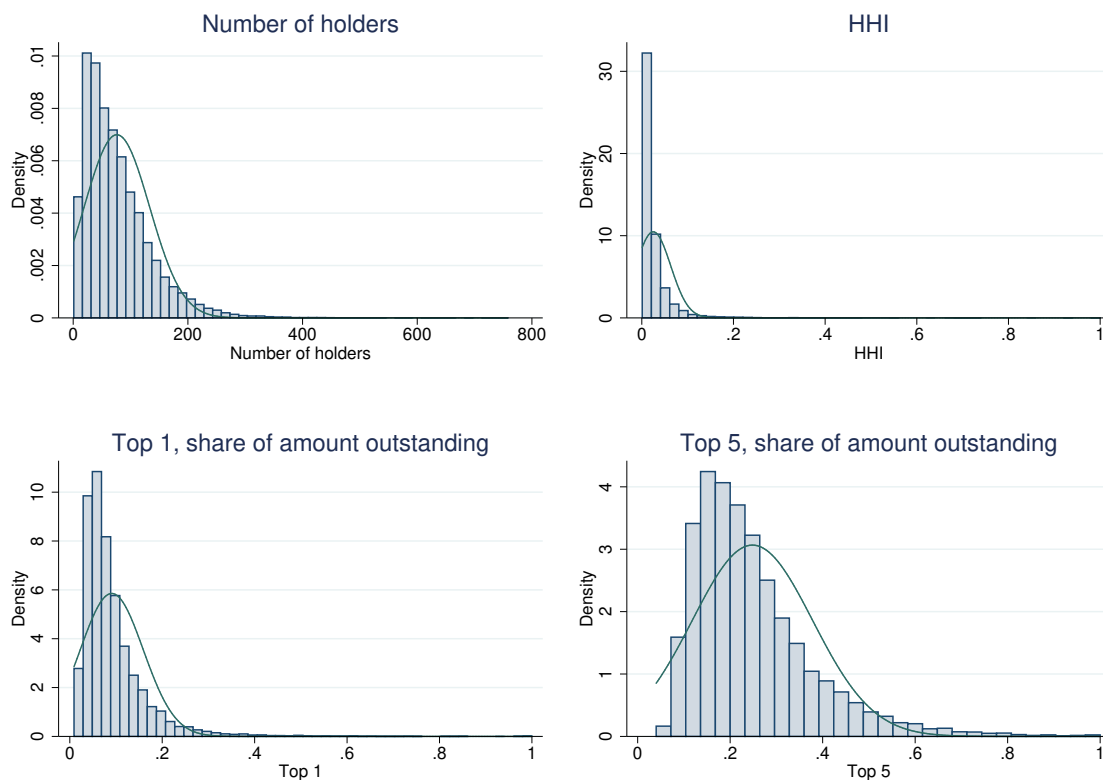 Number of holders
Density
0 .002 .004 .006 .008 .01
0 200 400 600 800
Number of holders
HHI
Density
0 10 20 30
0 .2 .4 .6 .8 1
HHI
Top 1, share of amount outstanding
Density
0 2 4 6 8 10
0 .2 .4 .6 .8 1
Top 1
Top 5, share of amount outstanding
Density
0 1 2 3 4
0 .2 .4 .6 .8 1
Top 5